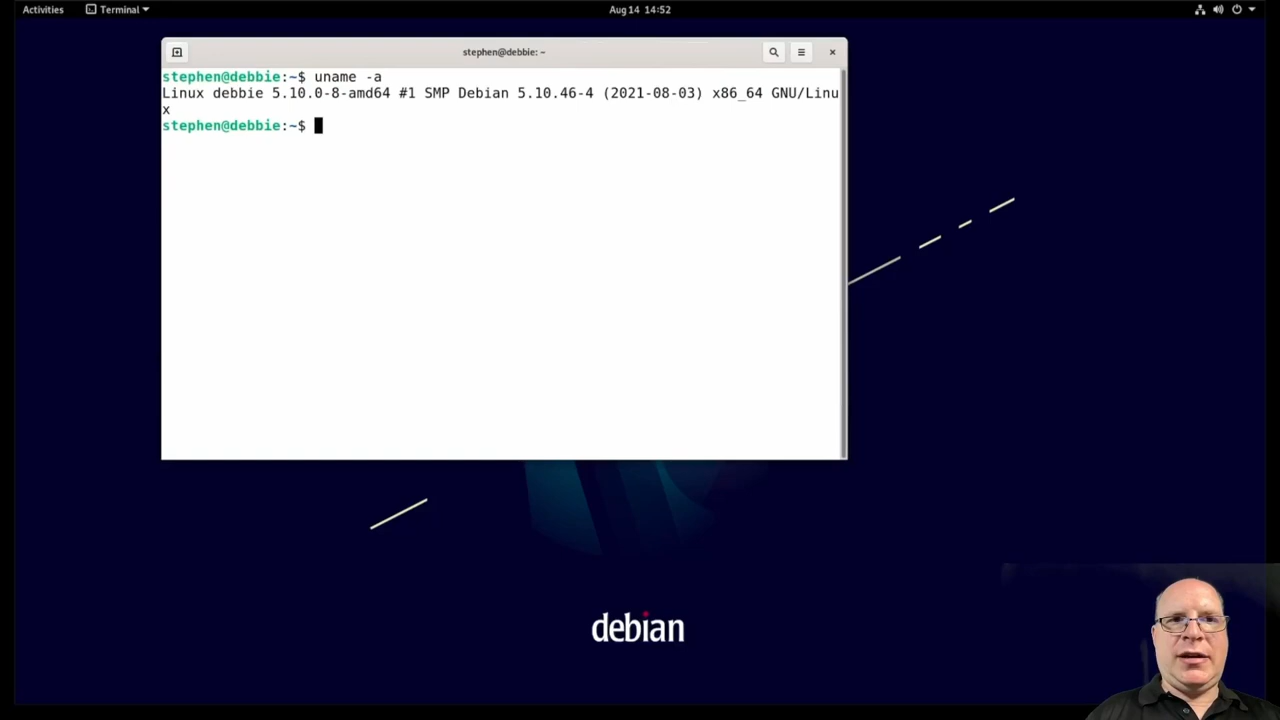 Activities
Terminal
Aug 14 14:52
stephen@debbie: ~
stephen@debbie:~$ uname -a
Linux debbie 5.10.0-8-amd64 #1 SMP Debian 5.10.46-4 (2021-08-03) x86_64 GNU/Linu
x
stephen@debbie:~$
debian